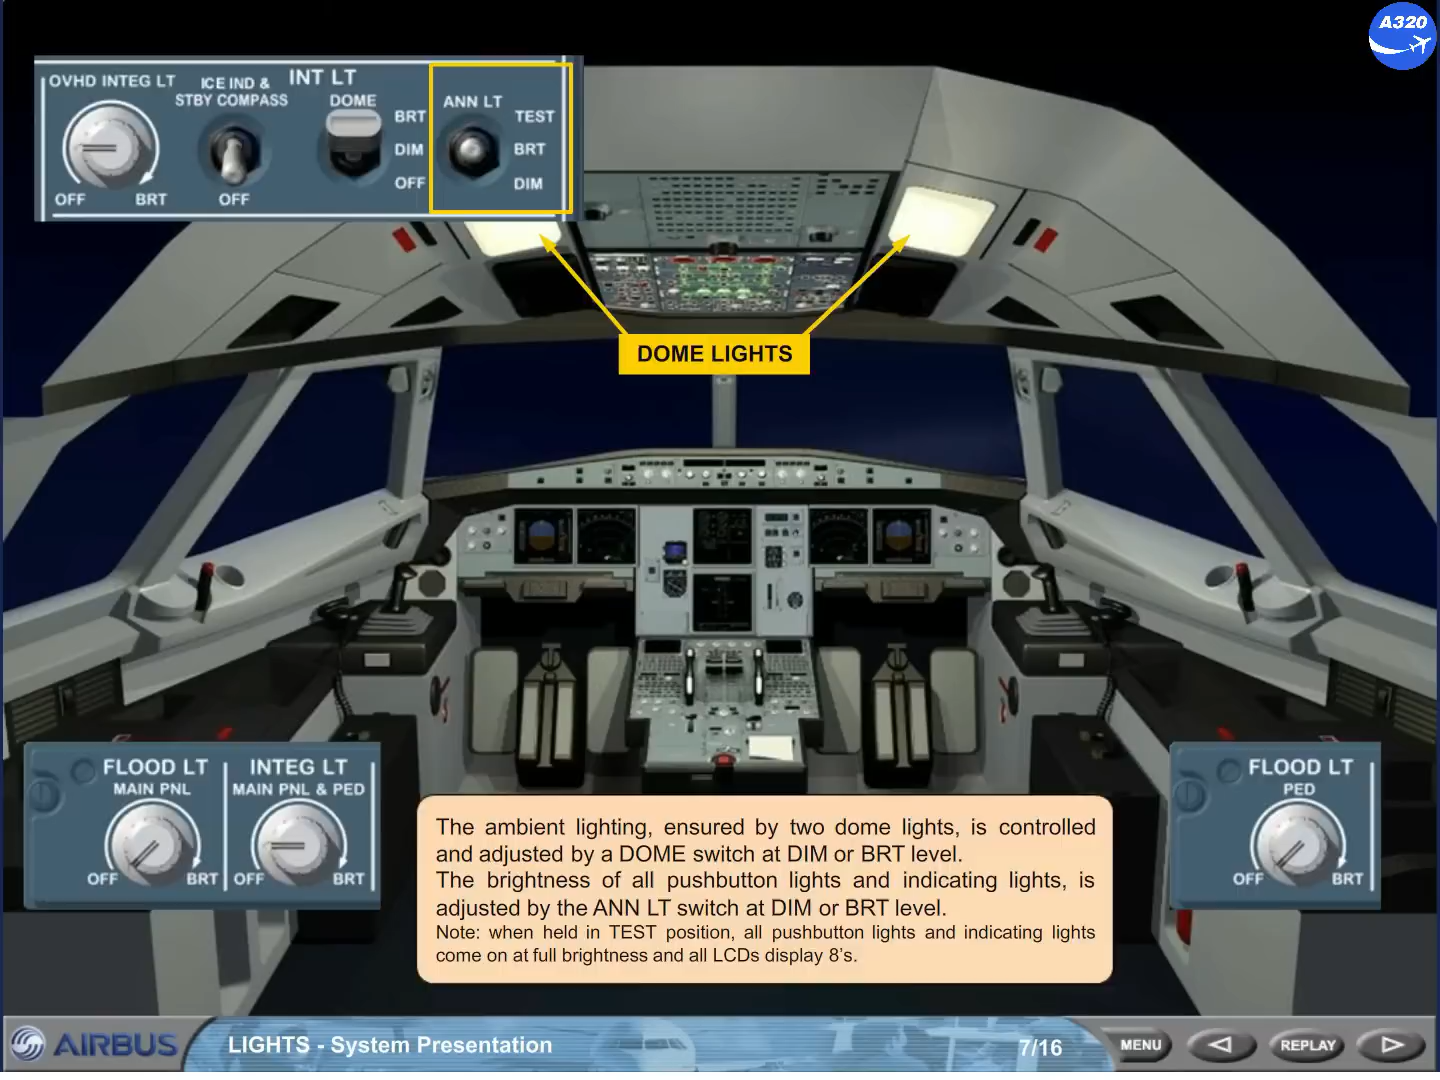 A320
OVHD INTEG LT
ICE IND &
STBY COMPASS
INT LT
DOME
ANN LT
BRT
TEST
DIM
BRT
OFF
DIM
OFF
BRT
OFF
DOME LIGHTS
FLOOD LT
MAIN PNL
INTEG LT
MAIN PNL & PED
OFF
BRT
OFF
BRT
FLOOD LT
PED
OFF
BRT
The ambient lighting, ensured by two dome lights, is controlled
and adjusted by a DOME switch at DIM or BRT level.
The brightness of all pushbutton lights and indicating lights, is
adjusted by the ANN LT switch at DIM or BRT level.
Note: when held in TEST position, all pushbutton lights and indicating lights
come on at full brightness and all LCDs display 8's.
AIRBUS
LIGHTS - System Presentation
7/16
MENU
REPLAY